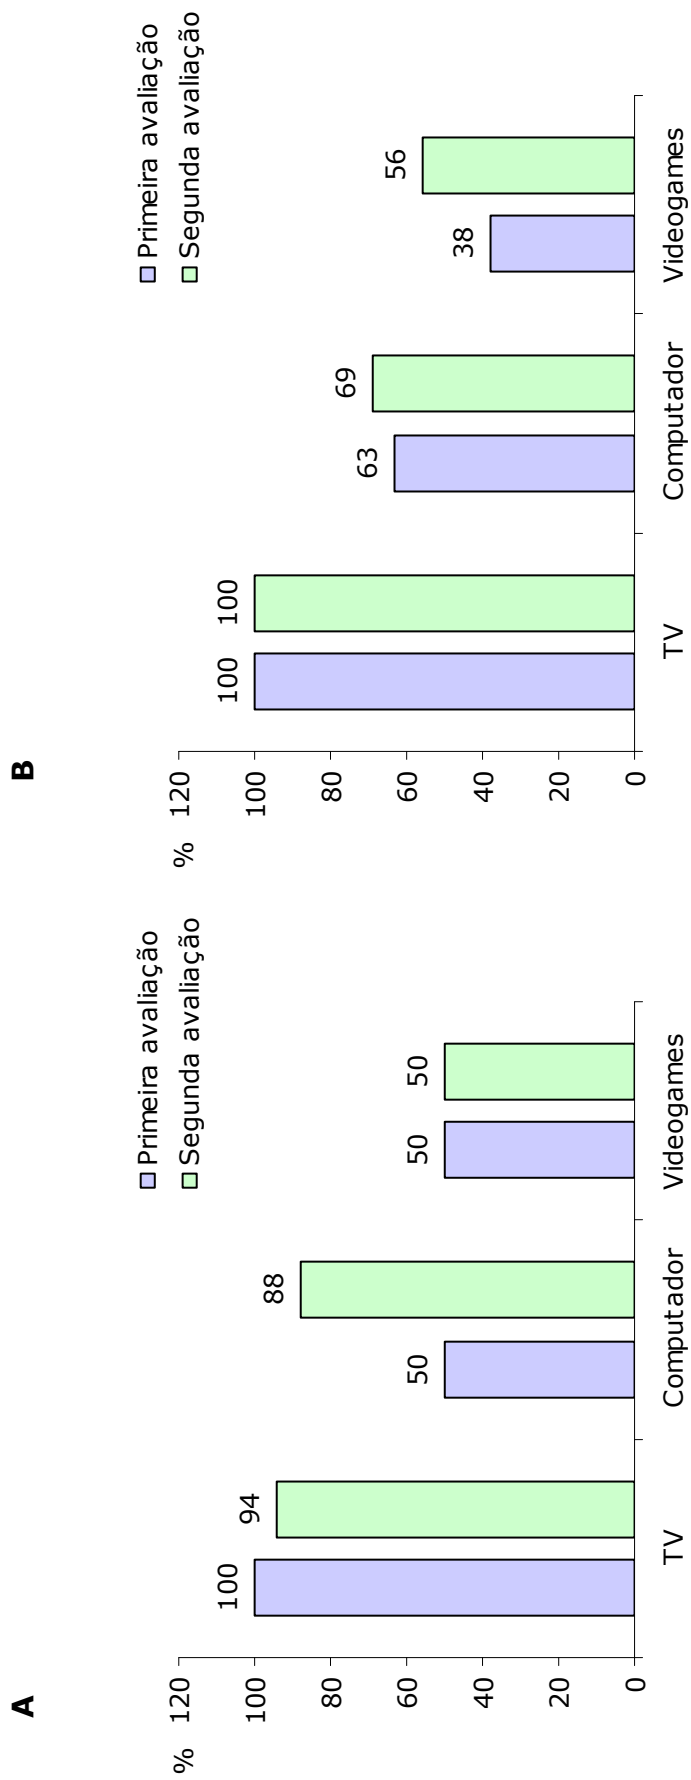 A
%
120
100
80
60
40
20
0
Primeira avaliação
Segunda avaliação
100
94
50
88
50
50
TV
Computador
Videogames
B
%
120
100
80
60
40
20
0
Primeira avaliação
Segunda avaliação
100
100
63
69
38
56
TV
Computador
Videogames